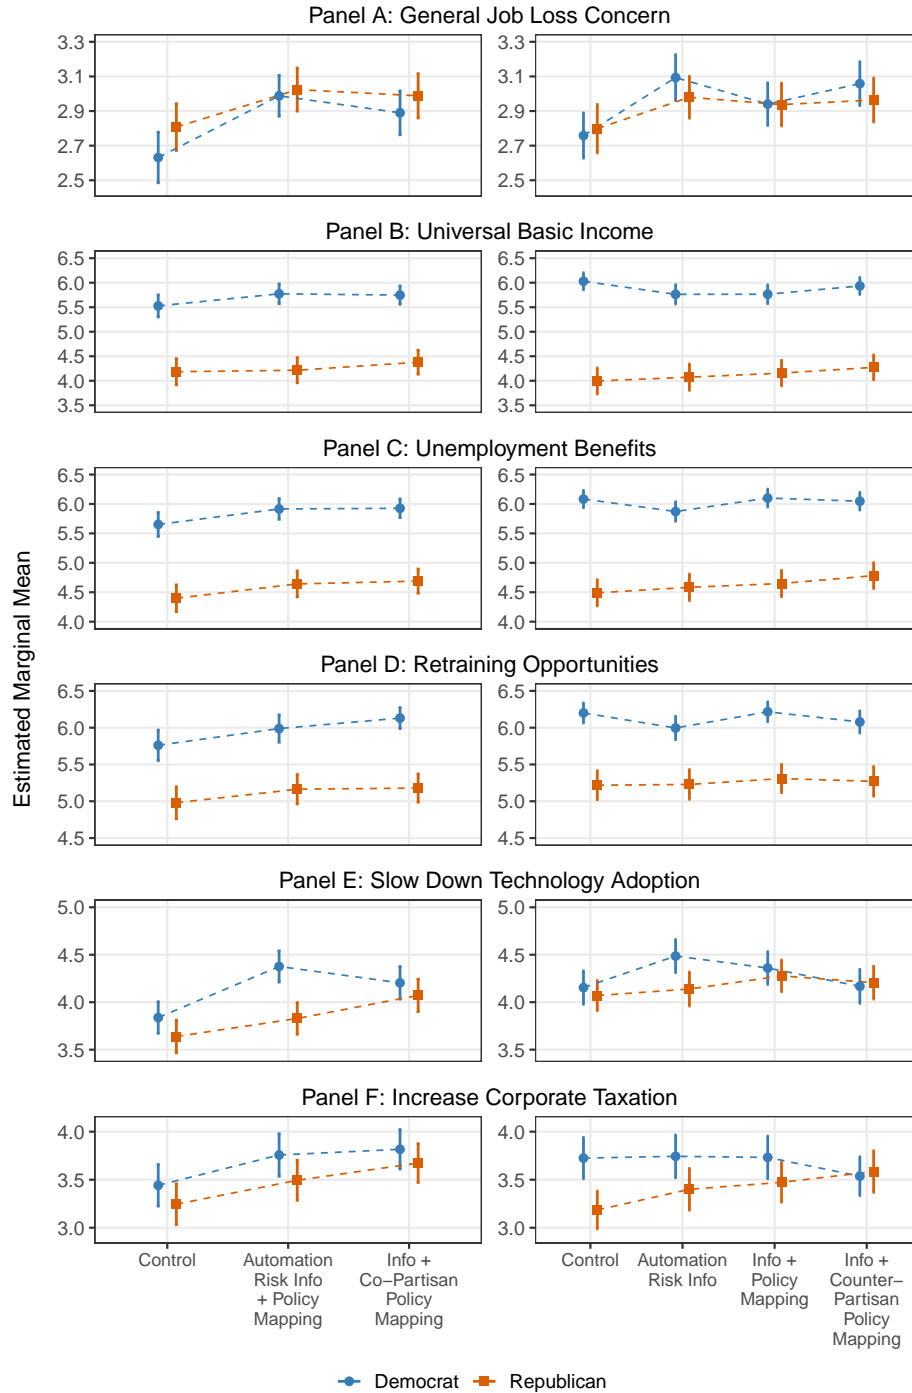 Panel A: General Job Loss Concern
3.3
3.1
2.9
2.7
2.5
3.3
3.1
2.9
2.7
2.5
Panel B: Universal Basic Income
6.5
6.0
5.5
5.0
4.5
4.0
3.5
6.5
6.0
5.5
5.0
4.5
4.0
3.5
Panel C: Unemployment Benefits
6.5
6.0
5.5
5.0
4.5
4.0
6.5
6.0
5.5
5.0
4.5
4.0
Estimated Marginal Mean
Panel D: Retraining Opportunities
6.5
6.0
5.5
5.0
4.5
6.5
6.0
5.5
5.0
4.5
Panel E: Slow Down Technology Adoption
5.0
4.5
4.0
3.5
5.0
4.5
4.0
3.5
Panel F: Increase Corporate Taxation
4.0
3.5
3.0
4.0
3.5
3.0
Control
Automation
Risk Info
+ Policy
Mapping
Info +
Co−Partisan
Policy
Mapping
Control
Automation
Risk Info
Info +
Policy
Mapping
Info +
Counter−
Partisan
Policy
Mapping
Democrat
Republican